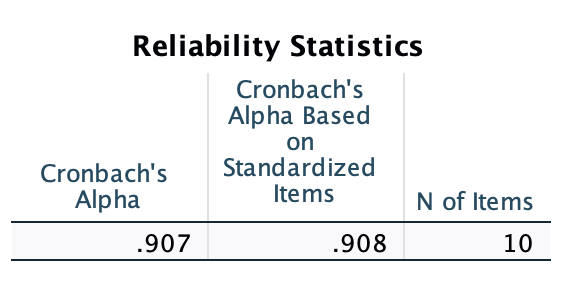 Reliability Statistics
Cronbach's
Alpha
Cronbach's
Alpha Based
on
Standardized
Items
N of Items
.907
.908
10